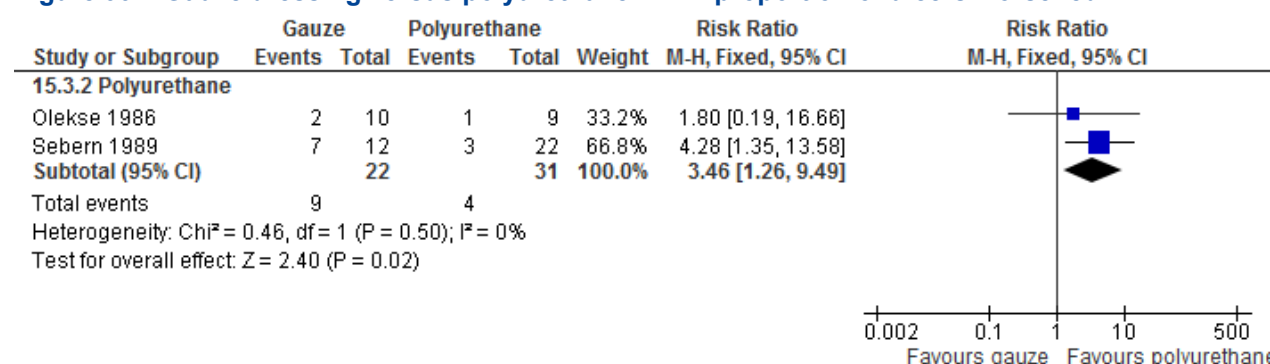 Gauze Polyurethane Risk Ratio Risk Ratio
Study or Subgroup Events Total Events Total Weight M-H, Fixed, 95% CI M-H, Fixed, 95% CI
15.3.2 Polyurethane
Olekse 1986 2 10 1 9 33.2% 1.80 [0.19, 16.66]
Sebern 1989 7 12 3 22 66.8% 4.28 [1.35, 13.58]
Subtotal (95% CI) 22 31 100.0% 3.46 [1.26, 9.49]
Total events 9 4
Heterogeneity: Chi² = 0.46, df = 1 (P = 0.50); I² = 0%
Test for overall effect: Z = 2.40 (P = 0.02)
0.002 0.1 1 10 500
Favours gauze Favours polyurethane